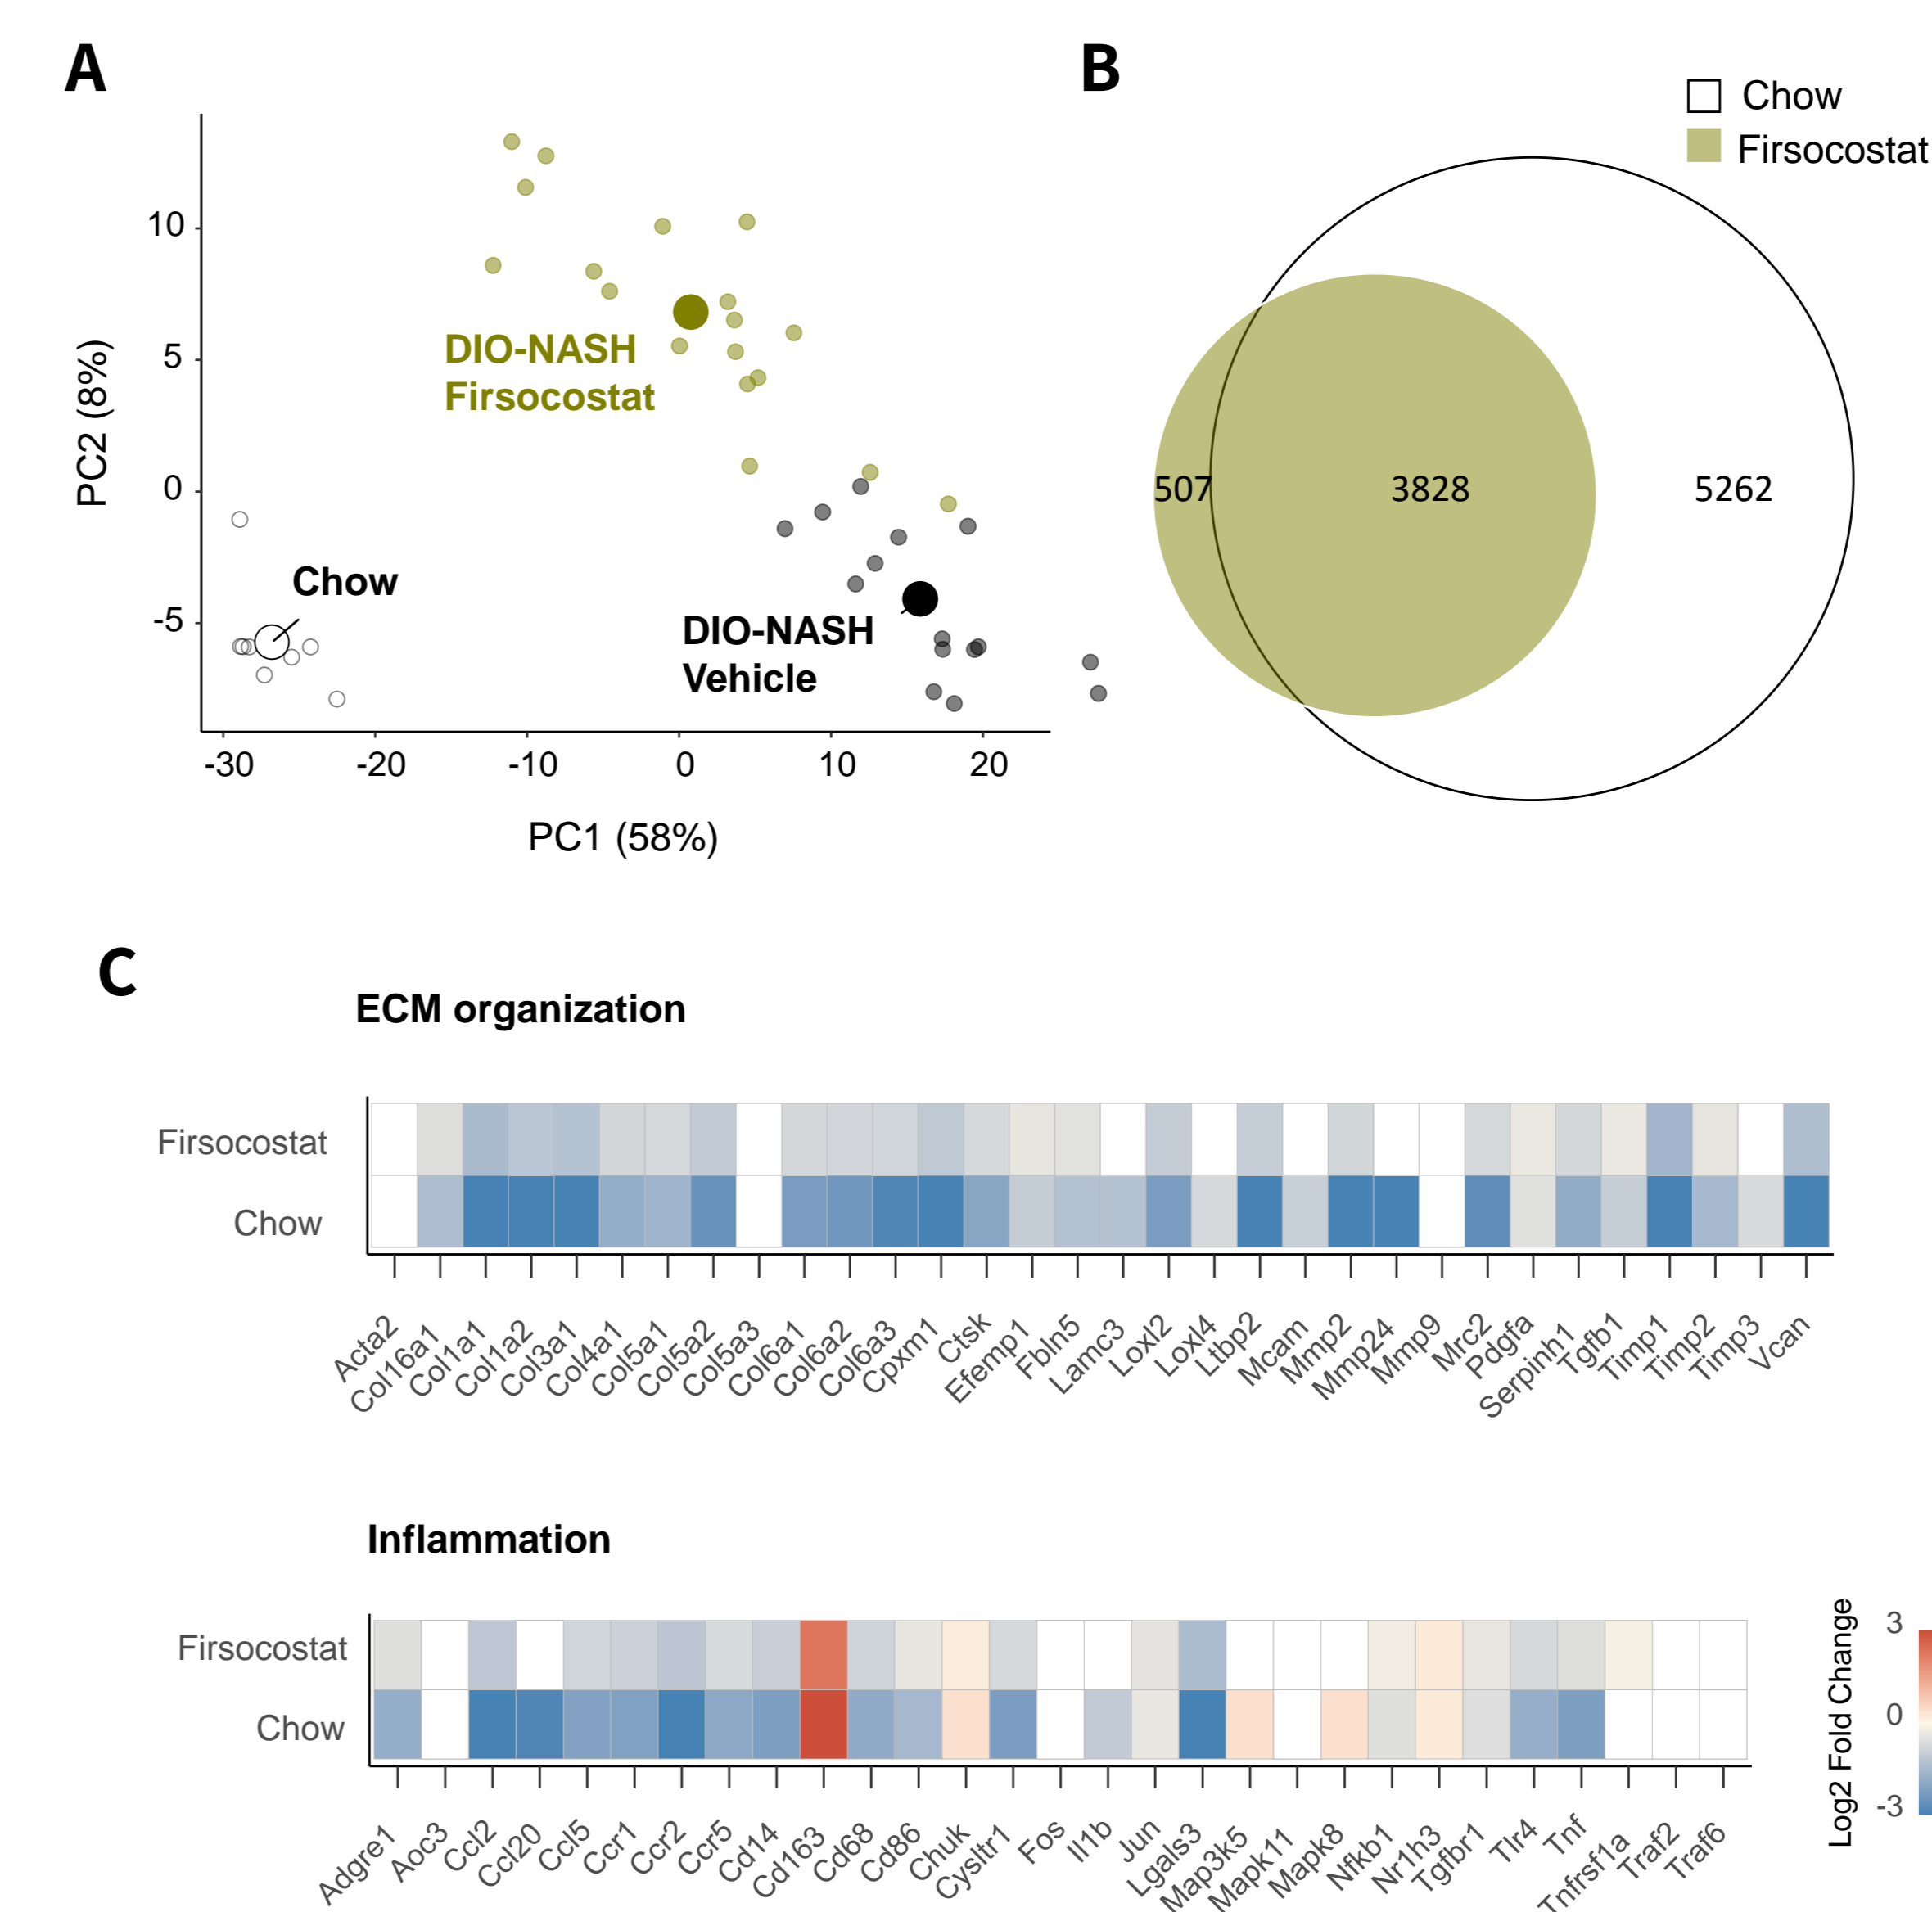 A
B
Chow
Firsocostat
10
5
0
-5
PC2 (8%)
DIO-NASH
Firsocostat
Chow
DIO-NASH
Vehicle
-30 -20 -10 0 10 20
PC1 (58%)
507 3828 5262
C
ECM organization
Firsocostat
Chow
Acta2 Col16a1 Col1a1 Col1a2 Col3a1 Col4a1 Col5a1 Col5a2 Col5a3 Col6a1 Col6a2 Col6a3 Cpxm1 Ctsk Efemp1 Fbln5 Lamc3 Loxl2 Loxl4 Ltbp2 Mcam Mmp2 Mmp24 Mmp9 Mrc2 Pdgfa Serpinh1 Tgfb1 Timp1 Timp2 Timp3 Vcan
Inflammation
Firsocostat
Chow
Adgre1 Aoc3 Ccl2 Ccl20 Ccl5 Ccr1 Ccr2 Ccr5 Cd14 Cd163 Cd68 Cd86 Chuk Cysltr1 Fos Il1b Jun Lgals3 Map3k5 Mapk11 Mapk8 Nfkb1 Nr1h3 Tgfbr1 Tlr4 Tnf Tnfrsf1a Traf2 Traf6
Log2 Fold Change
3
0
-3